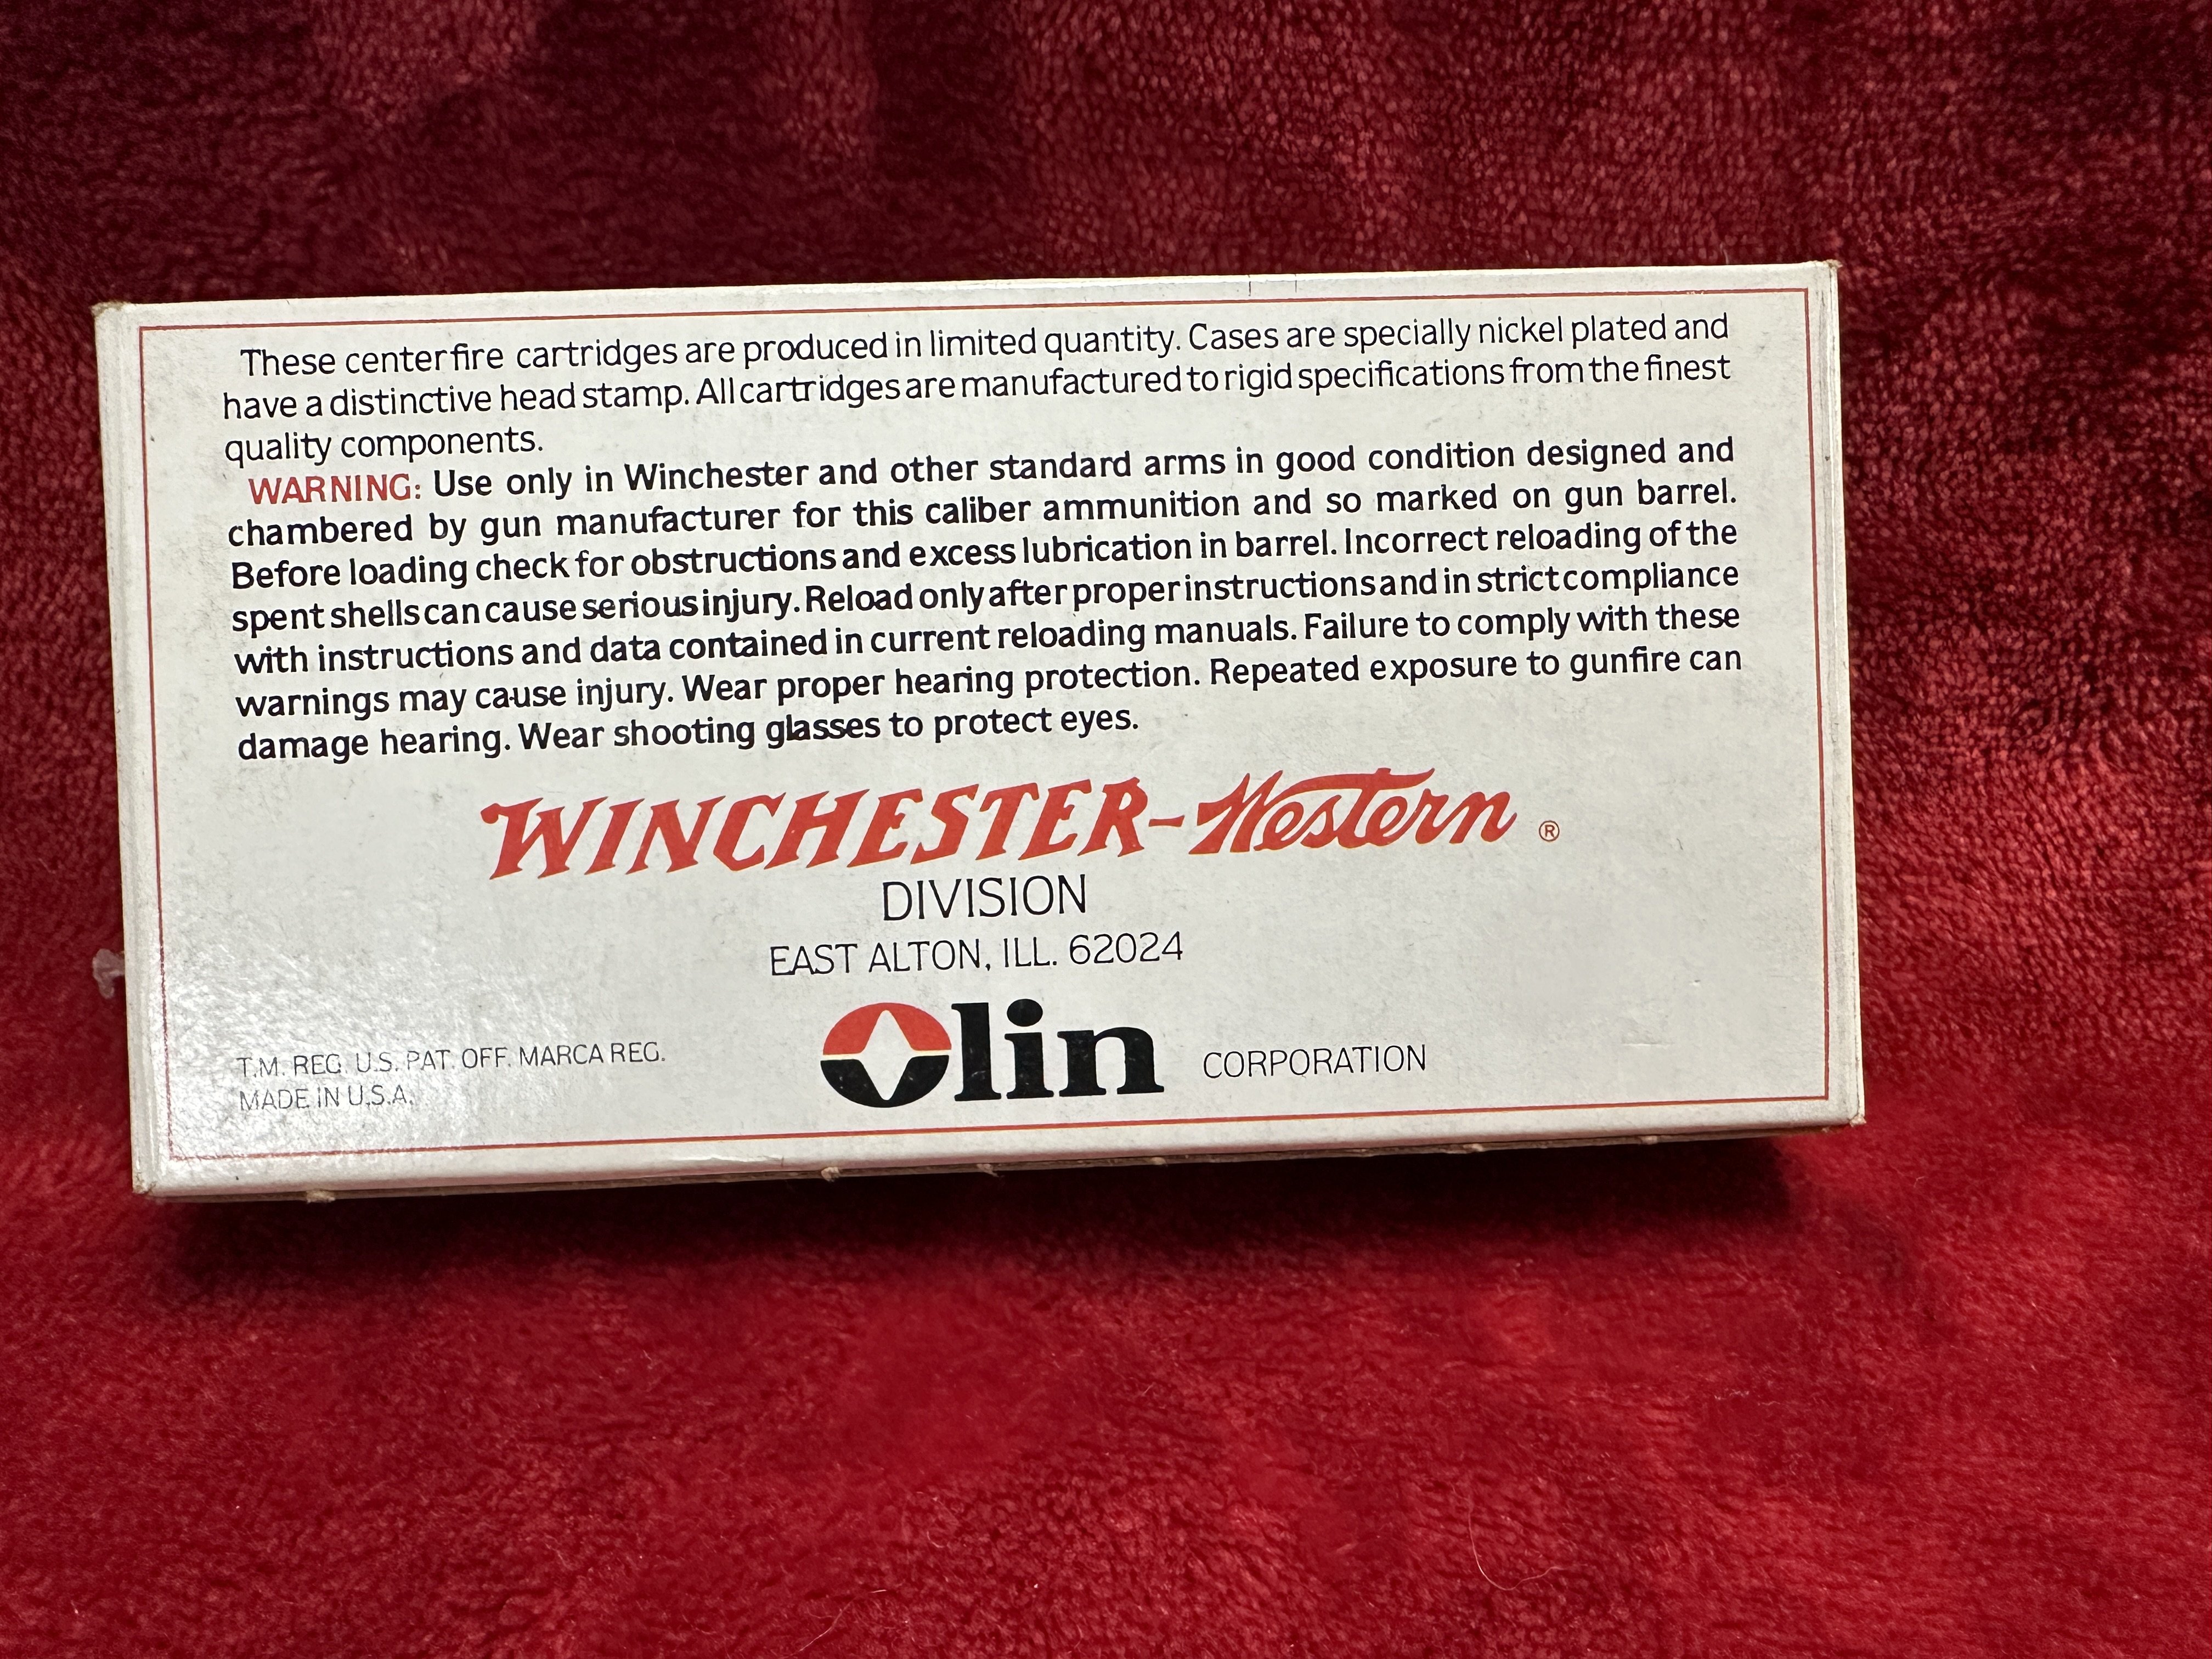 These centerfire cartridges are produced in limited quantity. Cases are specially nickel plated and
have a distinctive head stamp. All cartridges are manufactured to rigid specifications from the finest
quality components.
WARNING: Use only in Winchester and other standard arms in good condition designed and
chambered by gun manufacturer for this caliber ammunition and so marked on gun barrel.
Before loading check for obstructions and excess lubrication in barrel. Incorrect reloading of the
spent shells can cause serious injury. Reload only after proper instructions and in strict compliance
with instructions and data contained in current reloading manuals. Failure to comply with these
warnings may cause injury. Wear proper hearing protection. Repeated exposure to gunfire can
damage hearing. Wear shooting glasses to protect eyes.
WINCHESTER-Western ®
DIVISION
EAST ALTON, ILL. 62024
Olin CORPORATION
T.M. REG. U.S. PAT. OFF. MARCA REG.
MADE IN U.S.A.